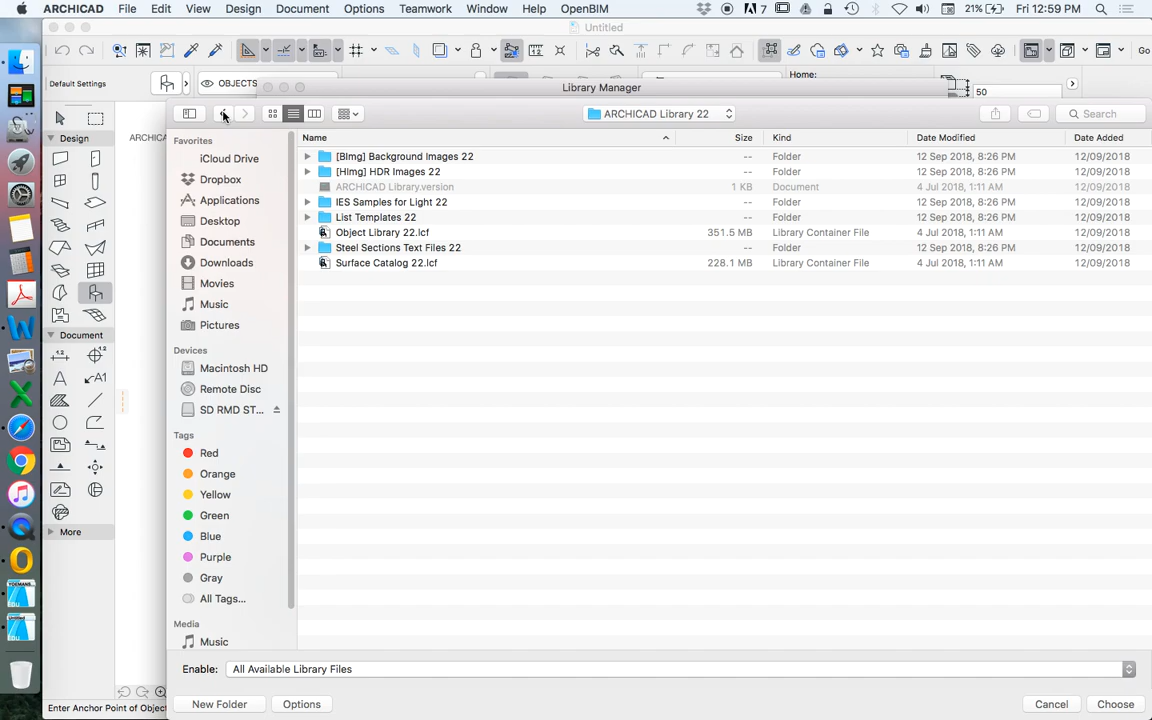 ARCHICAD File Edit View Design Document Options Teamwork Window Help OpenBIM 7 21% Fri 12:59 PM
Untitled
Go
Default Settings
OBJECTS
Home:
50
Library Manager
ARCHICAD Library 22
Search
ARCHICA
Design
Document
More
Favorites
iCloud Drive
Dropbox
Applications
Desktop
Documents
Downloads
Movies
Music
Pictures
Devices
Macintosh HD
Remote Disc
SD RMD ST...
Tags
Red
Orange
Yellow
Green
Blue
Purple
Gray
All Tags...
Media
Music
Name Size Kind Date Modified Date Added
[BImg] Background Images 22 -- Folder 12 Sep 2018, 8:26 PM 12/09/2018
[HImg] HDR Images 22 -- Folder 12 Sep 2018, 8:26 PM 12/09/2018
ARCHICAD Library.version 1 KB Document 4 Jul 2018, 1:11 AM 12/09/2018
IES Samples for Light 22 -- Folder 12 Sep 2018, 8:26 PM 12/09/2018
List Templates 22 -- Folder 12 Sep 2018, 8:26 PM 12/09/2018
Object Library 22.lcf 351.5 MB Library Container File 4 Jul 2018, 1:11 AM 12/09/2018
Steel Sections Text Files 22 -- Folder 12 Sep 2018, 8:26 PM 12/09/2018
Surface Catalog 22.lcf 228.1 MB Library Container File 4 Jul 2018, 1:11 AM 12/09/2018
Enable: All Available Library Files
New Folder Options Cancel Choose
Enter Anchor Point of Object